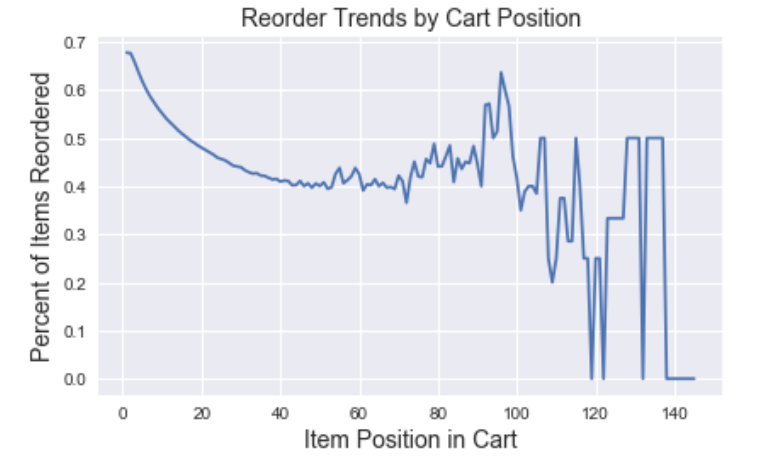 Reorder Trends by Cart Position
Percent of Items Reordered
0.7
0.6
0.5
0.4
0.3
0.2
0.1
0.0
0 20 40 60 80 100 120 140
Item Position in Cart